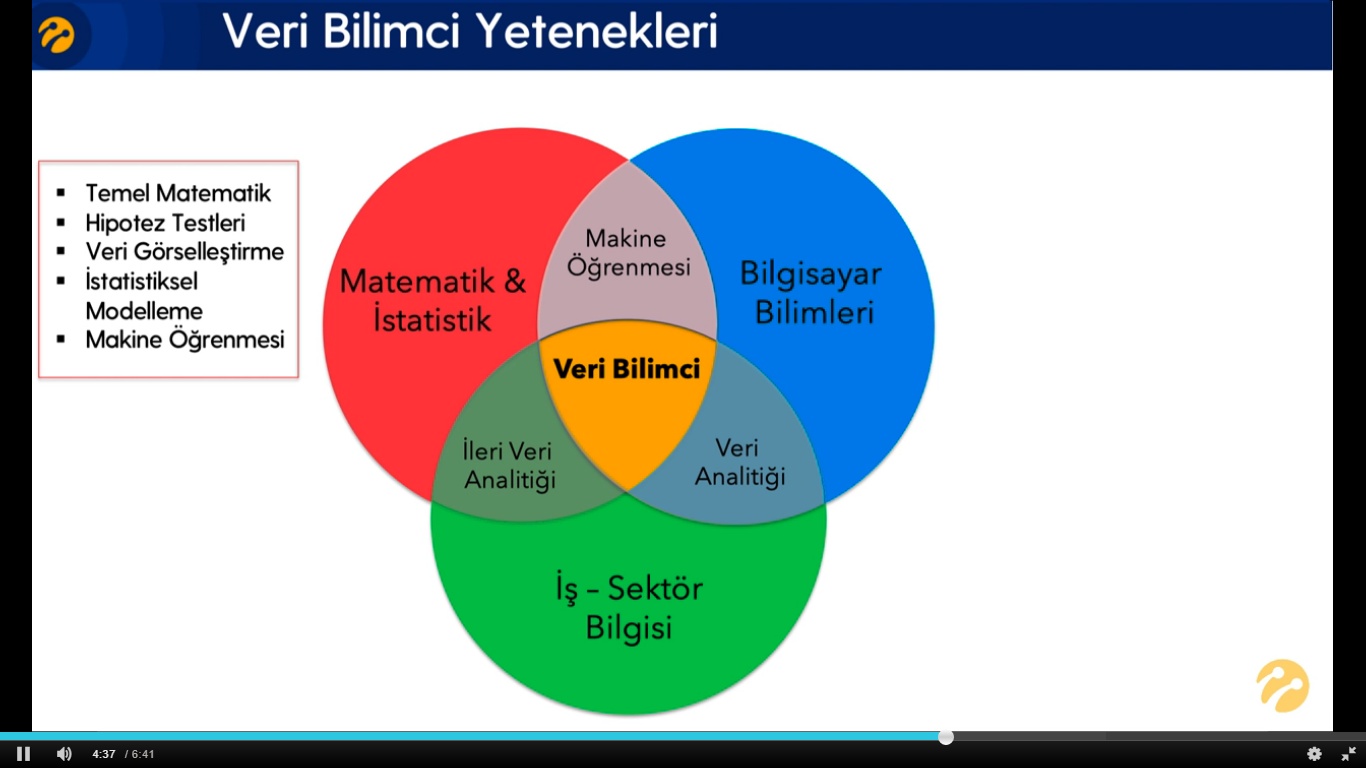 Veri Bilimci Yetenekleri
▪ Temel Matematik
▪ Hipotez Testleri
▪ Veri Görselleştirme
▪ İstatistiksel
Modelleme
▪ Makine Öğrenmesi
Matematik &
İstatistik
Makine
Öğrenmesi
Bilgisayar
Bilimleri
Veri Bilimci
İleri Veri
Analitiği
Veri
Analitiği
İş – Sektör
Bilgisi
4:37 / 6:41